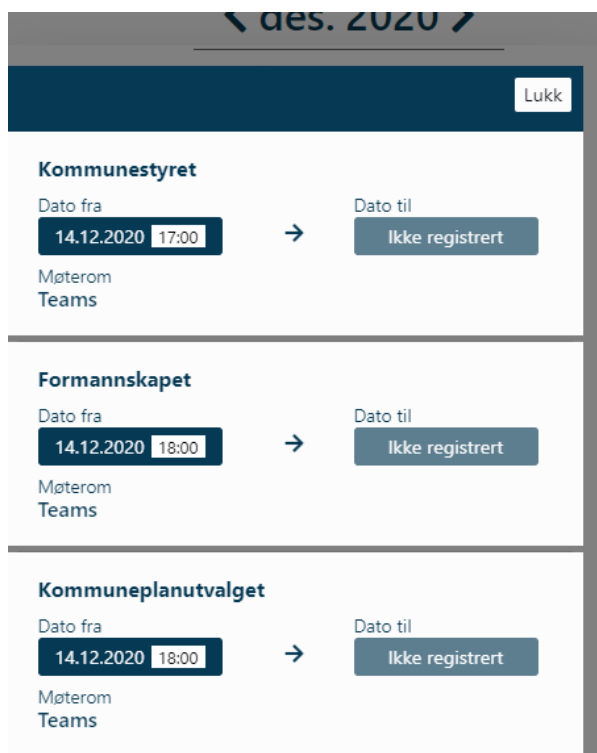 des. 2020
Lukk
Kommunestyret
Dato fra
Dato til
14.12.2020 17:00
Ikke registrert
Møterom
Teams
Formannskapet
Dato fra
Dato til
14.12.2020 18:00
Ikke registrert
Møterom
Teams
Kommuneplanutvalget
Dato fra
Dato til
14.12.2020 18:00
Ikke registrert
Møterom
Teams